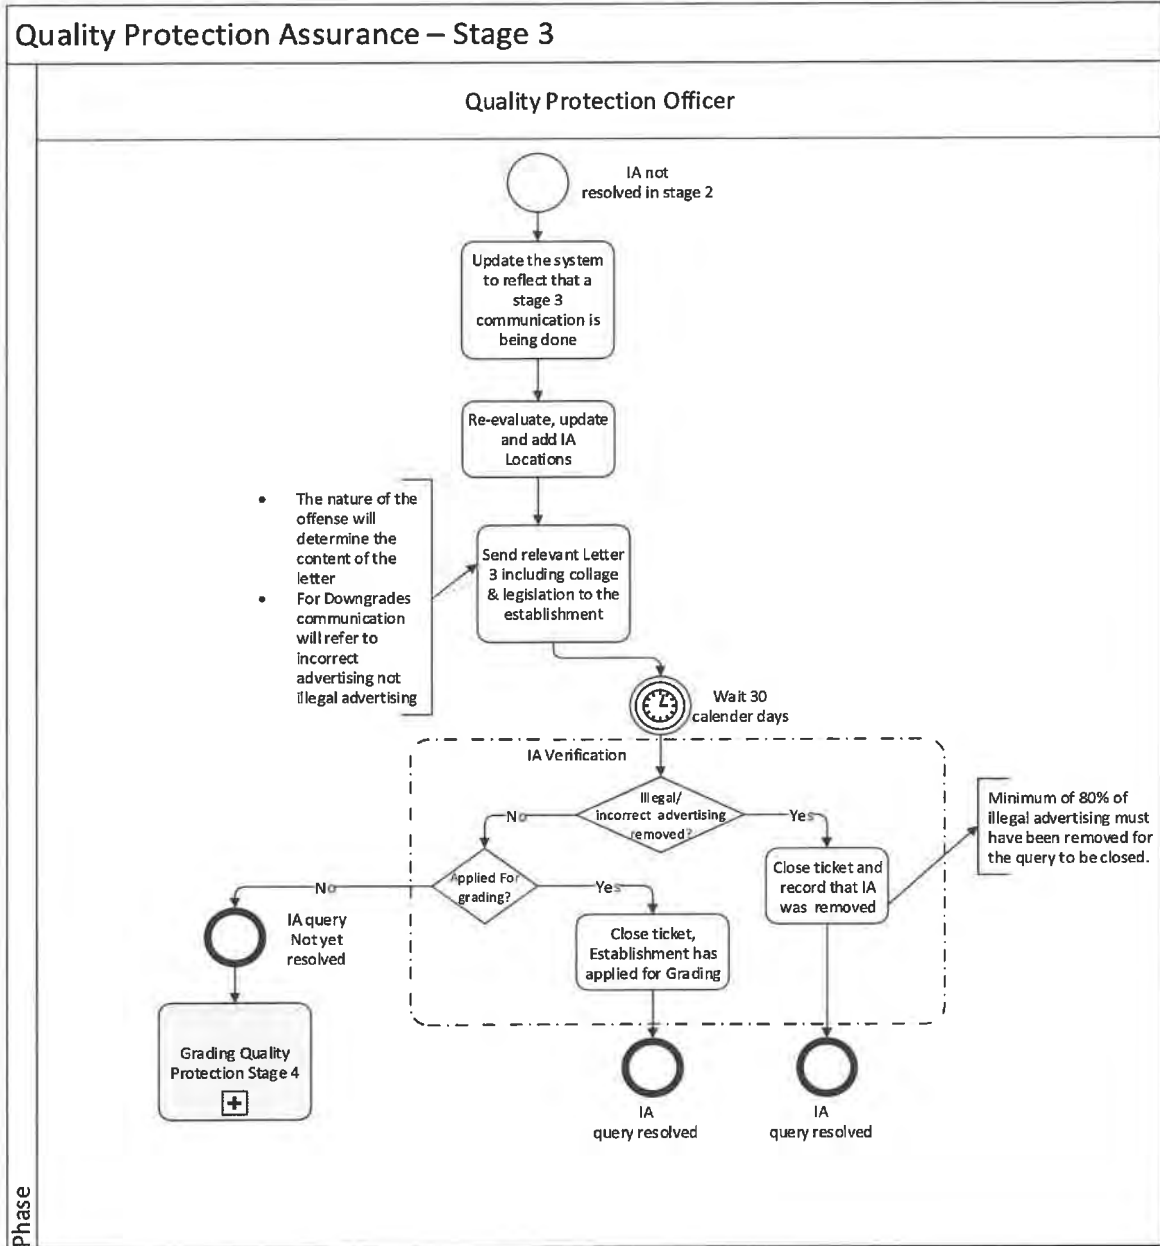 Quality Protection Assurance – Stage 3
Quality Protection Officer
IA not
resolved in stage 2
Update the system
to reflect that a
stage 3
communication is
being done
Re-evaluate, update
and add IA
Locations
• The nature of the
offense will
determine the
content of the
letter
• For Downgrades
communication
will refer to
incorrect
advertising not
illegal advertising
Send relevant Letter
3 including collage
& legislation to the
establishment
Wait 30
calender days
IA Verification
Illegal/
incorrect advertising
removed?
No
Yes
Minimum of 80% of
illegal advertising must
have been removed for
the query to be closed.
Applied For
grading?
No
Yes
Close ticket and
record that IA
was removed
IA query
Not yet
resolved
Close ticket,
Establishment has
applied for Grading
Grading Quality
Protection Stage 4
IA
query resolved
IA
query resolved
Phase